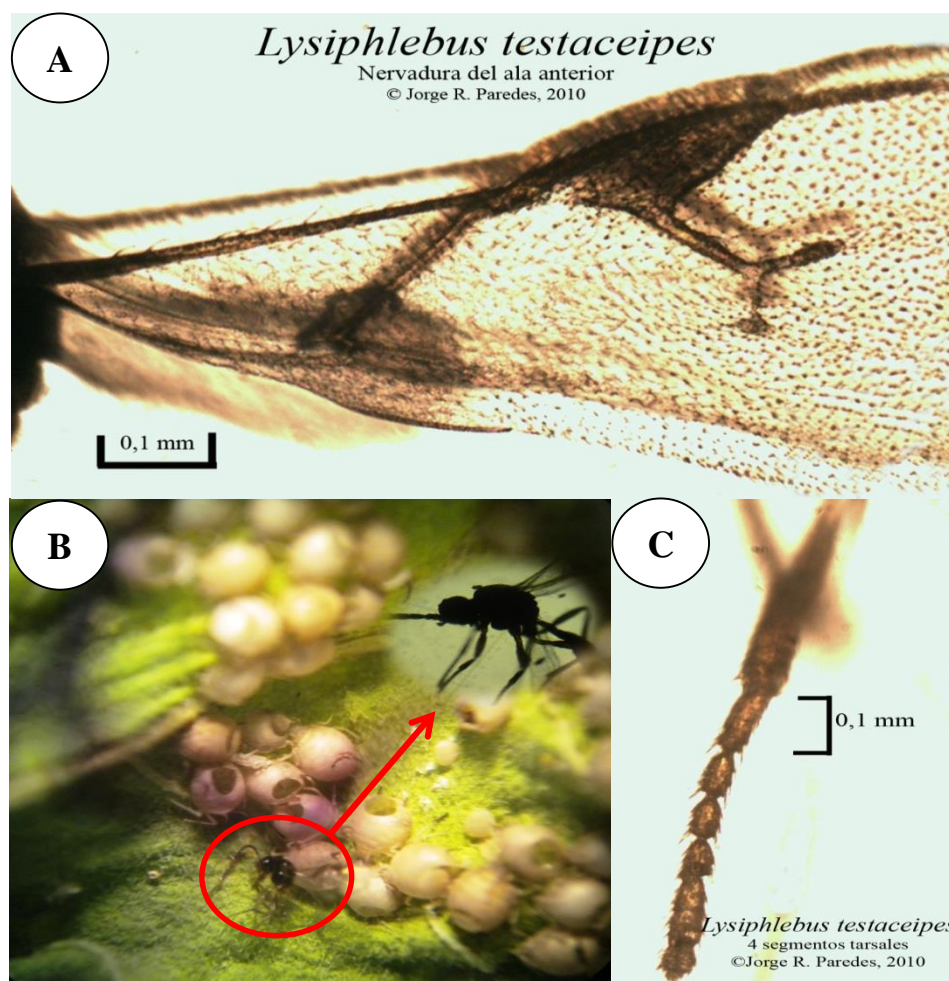 A
Lysiphlebus testaceipes
Nervadura del ala anterior
© Jorge R. Paredes, 2010
0,1 mm
B
C
0,1 mm
Lysiphlebus testaceipes
4 segmentos tarsales
©Jorge R. Paredes, 2010